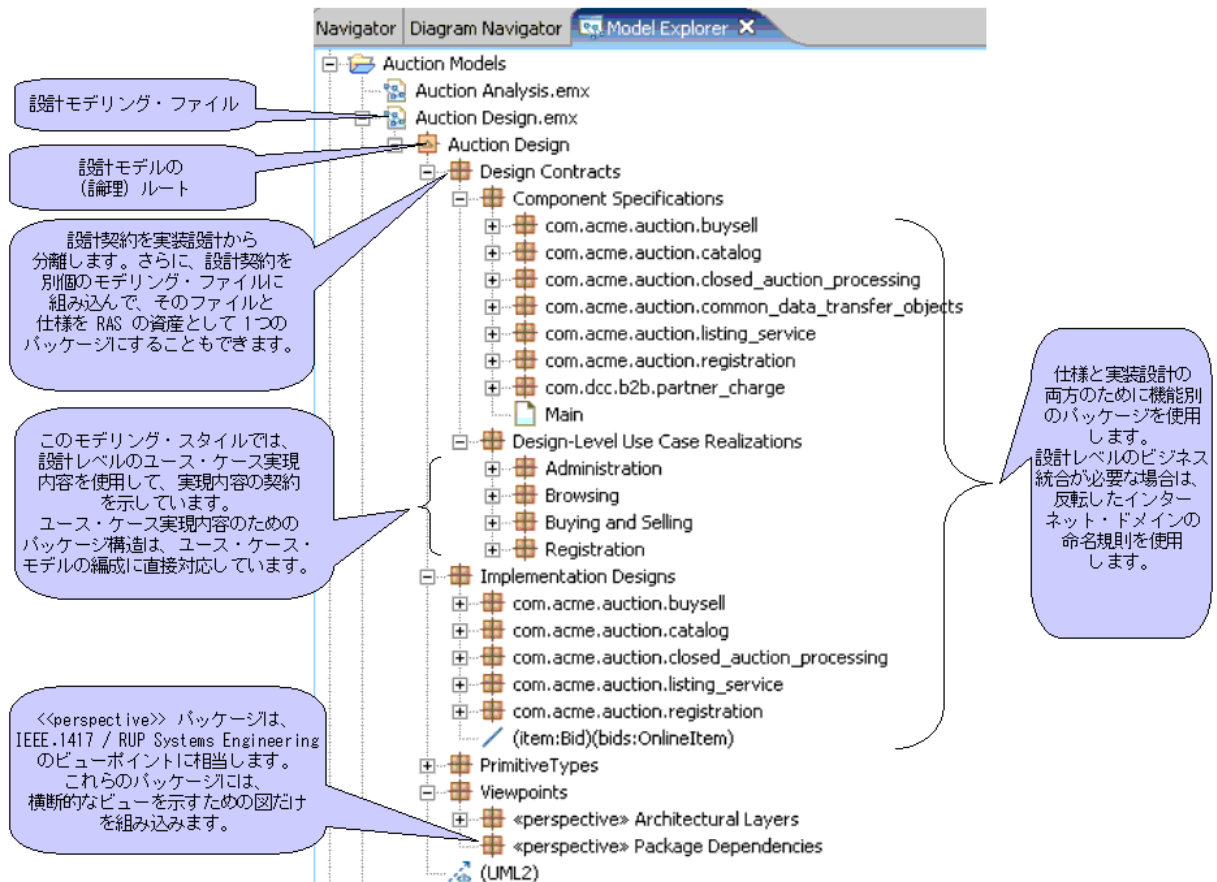 Navigator
Diagram Navigator
Model Explorer
Auction Models
Auction Analysis.emx
Auction Design.emx
Auction Design
Design Contracts
Component Specifications
com.acme.auction.buysell
com.acme.auction.catalog
com.acme.auction.closed_auction_processing
com.acme.auction.common_data_transfer_objects
com.acme.auction.listing_service
com.acme.auction.registration
com.dcc.b2b.partner_charge
Main
Design-Level Use Case Realizations
Administration
Browsing
Buying and Selling
Registration
Implementation Designs
com.acme.auction.buysell
com.acme.auction.catalog
com.acme.auction.closed_auction_processing
com.acme.auction.listing_service
com.acme.auction.registration
(item:Bid)(bids:OnlineItem)
PrimitiveTypes
Viewpoints
«perspective» Architectural Layers
«perspective» Package Dependencies
(UML2)
設計モデリング・ファイル
設計モデルの
(論理) ルート
設計契約を実装設計から
分離します。さらに、設計契約を
別個のモデリング・ファイルに
組み込んで、そのファイルと
仕様を RAS の資産として 1つの
パッケージにすることもできます。
このモデリング・スタイルでは、
設計レベルのユース・ケース実現
内容を使用して、実現内容の契約
を示しています。
ユース・ケース実現内容のための
パッケージ構造は、ユース・ケース・
モデルの編成に直接対応しています。
<<perspective>> パッケージは、
IEEE.1417 / RUP Systems Engineering
のビューポイントに相当します。
これらのパッケージには、
横断的なビューを示すための図だけ
を組み込みます。
仕様と実装設計の
両方のために機能別
のパッケージを使用
します。
設計レベルのビジネス
統合が必要な場合は、
反転したインター
ネット・ドメインの
命名規則を使用
します。